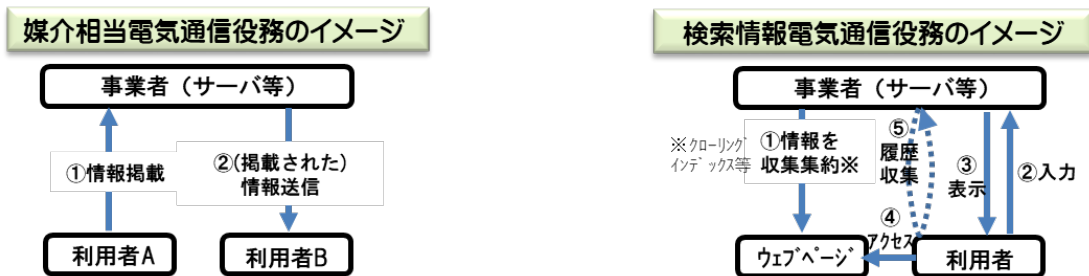 媒介相当電気通信役務のイメージ
事業者（サーバ等）
①情報掲載
②(掲載された)
情報送信
利用者A
利用者B
検索情報電気通信役務のイメージ
事業者（サーバ等）
※クローリング
インデックス等
①情報を
収集集約※
⑤
履歴
収集
③
表示
②入力
④
アクセス
ウェブページ
利用者